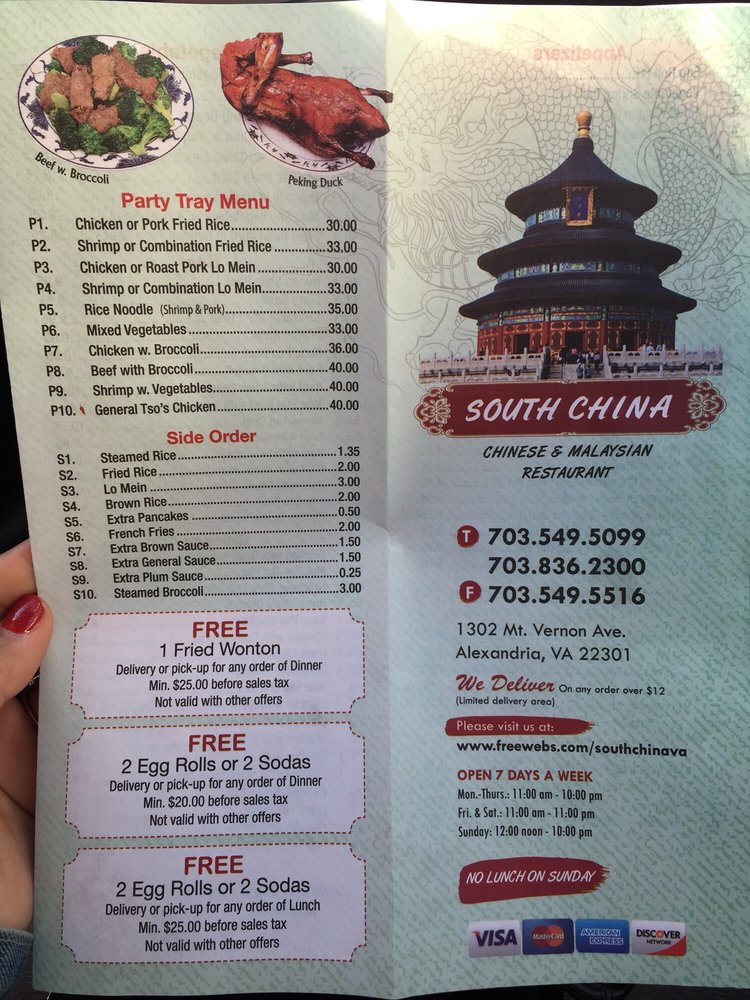 Beef w. Broccoli
Peking Duck
Party Tray Menu
P1. Chicken or Pork Fried Rice 30.00
P2. Shrimp or Combination Fried Rice 33.00
P3. Chicken or Roast Pork Lo Mein 30.00
P4. Shrimp or Combination Lo Mein 33.00
P5. Rice Noodle (Shrimp & Pork) 35.00
P6. Mixed Vegetables 33.00
P7. Chicken w. Broccoli 36.00
P8. Beef with Broccoli 40.00
P9. Shrimp w. Vegetables 40.00
P10. General Tso's Chicken 40.00
Side Order
S1. Steamed Rice 1.35
S2. Fried Rice 2.00
S3. Lo Mein 3.00
S4. Brown Rice 2.00
S5. Extra Pancakes 0.50
S6. French Fries 2.00
S7. Extra Brown Sauce 1.50
S8. Extra General Sauce 1.50
S9. Extra Plum Sauce 0.25
S10. Steamed Broccoli 3.00
FREE
1 Fried Wonton
Delivery or pick-up for any order of Dinner
Min. $25.00 before sales tax
Not valid with other offers
FREE
2 Egg Rolls or 2 Sodas
Delivery or pick-up for any order of Dinner
Min. $20.00 before sales tax
Not valid with other offers
FREE
2 Egg Rolls or 2 Sodas
Delivery or pick-up for any order of Lunch
Min. $25.00 before sales tax
Not valid with other offers
Appetizers
SOUTH CHINA
CHINESE & MALAYSIAN
RESTAURANT
T 703.549.5099
703.836.2300
F 703.549.5516
1302 Mt. Vernon Ave.
Alexandria, VA 22301
We Deliver On any order over $12
(Limited delivery area)
Please visit us at:
www.freewebs.com/southchinava
OPEN 7 DAYS A WEEK
Mon.-Thurs.: 11:00 am - 10:00 pm
Fri. & Sat.: 11:00 am - 11:00 pm
Sunday: 12:00 noon - 10:00 pm
NO LUNCH ON SUNDAY
VISA
MasterCard
AMERICAN EXPRESS
DISCOVER
NETWORK